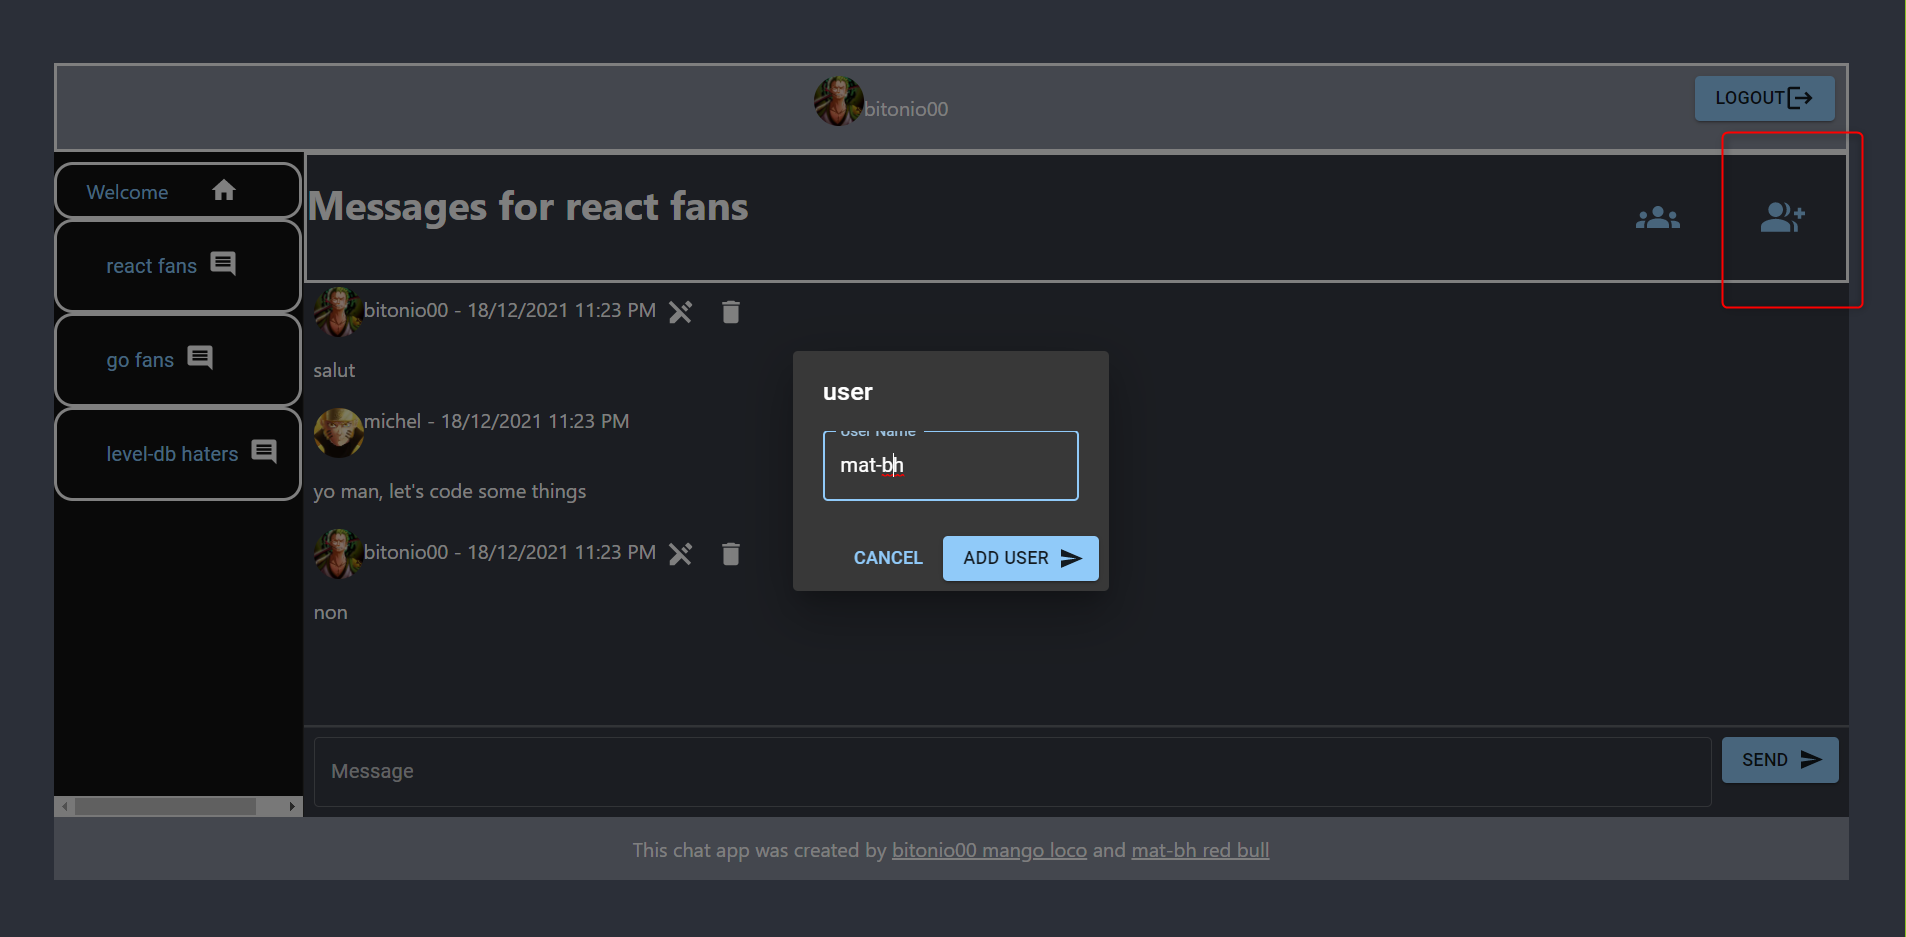 bitonio00
LOGOUT
Welcome
Messages for react fans
react fans
go fans
level-db haters
bitonio00 - 18/12/2021 11:23 PM
salut
michel - 18/12/2021 11:23 PM
yo man, let's code some things
bitonio00 - 18/12/2021 11:23 PM
non
user
User Name
mat-bh
CANCEL
ADD USER
Message
SEND
This chat app was created by bitonio00 mango loco and mat-bh red bull